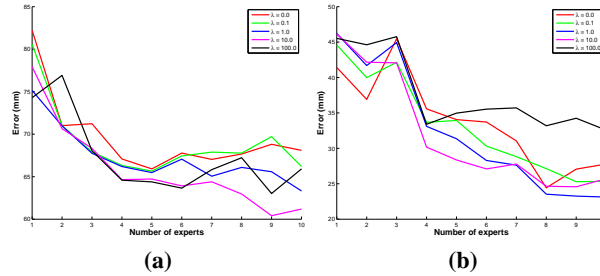 85
80
75
70
65
60
Error (mm)
1 2 3 4 5 6 7 8 9 10
Number of experts
λ = 0.0
λ = 0.1
λ = 1.0
λ = 10.0
λ = 100.0
(a)
50
45
40
35
30
25
20
Error (mm)
1 2 3 4 5 6 7 8 9
Number of experts
λ = 0.0
λ = 0.1
λ = 1.0
λ = 10.0
λ = 100.0
(b)